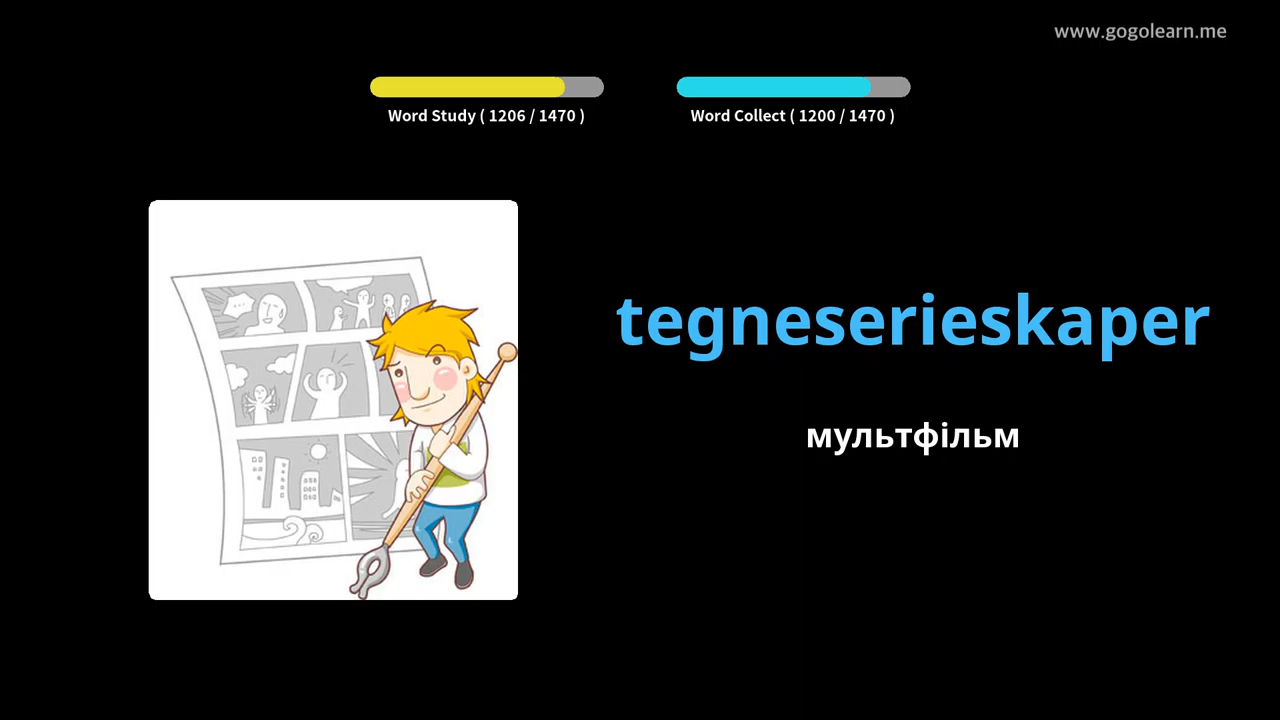 www.gogolearn.me
Word Study ( 1206 / 1470 )
Word Collect ( 1200 / 1470 )
tegneserieskaper
мультфільм